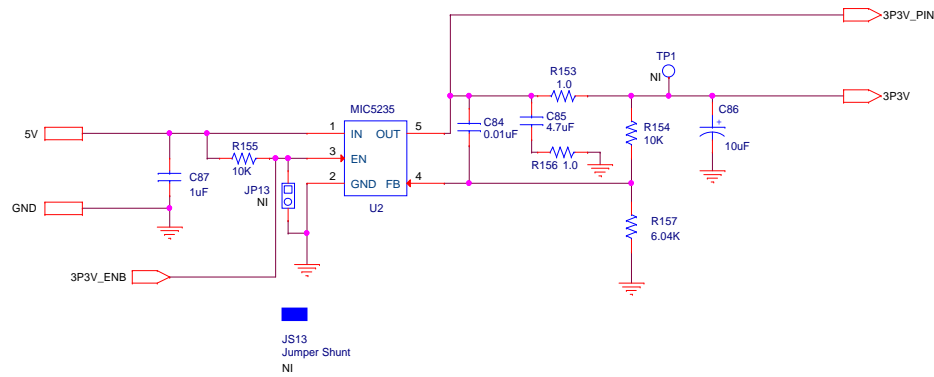 3P3V_PIN
TP1
NI
R153
1.0
3P3V
MIC5235
C84
0.01uF
C85
4.7uF
C86
+
10uF
R154
10K
5V
1
IN
OUT
5
R155
10K
3
EN
R156
1.0
C87
1uF
JP13
NI
2
GND
FB
4
U2
GND
R157
6.04K
3P3V_ENB
JS13
Jumper Shunt
NI